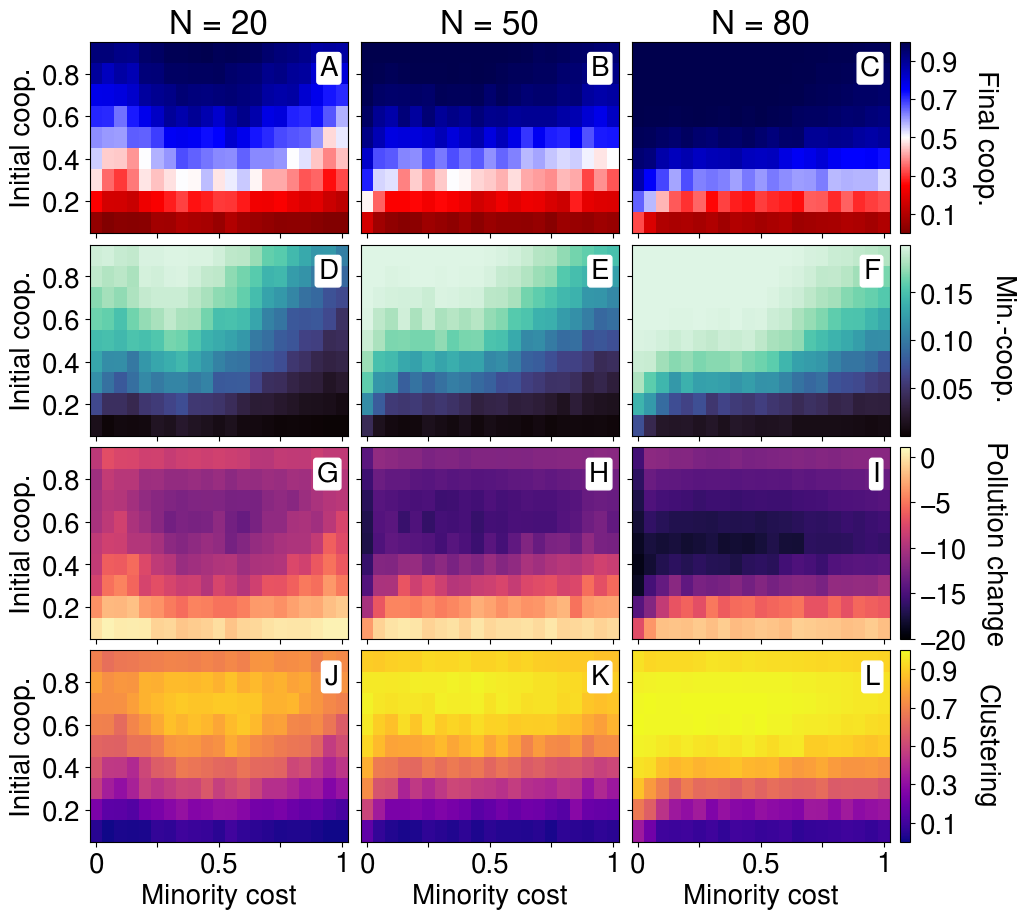 N = 20
N = 50
N = 80
Initial coop.
0.8
0.6
0.4
0.2
A
B
C
0.9
0.7
0.5
0.3
0.1
Final coop.
Initial coop.
0.8
0.6
0.4
0.2
D
E
F
0.15
0.10
0.05
Min.-coop.
Initial coop.
0.8
0.6
0.4
0.2
G
H
I
0
−5
−10
−15
−20
Pollution change
Initial coop.
0.8
0.6
0.4
0.2
J
K
L
0.9
0.7
0.5
0.3
0.1
Clustering
0
0.5
1
0
0.5
1
0
0.5
1
Minority cost
Minority cost
Minority cost